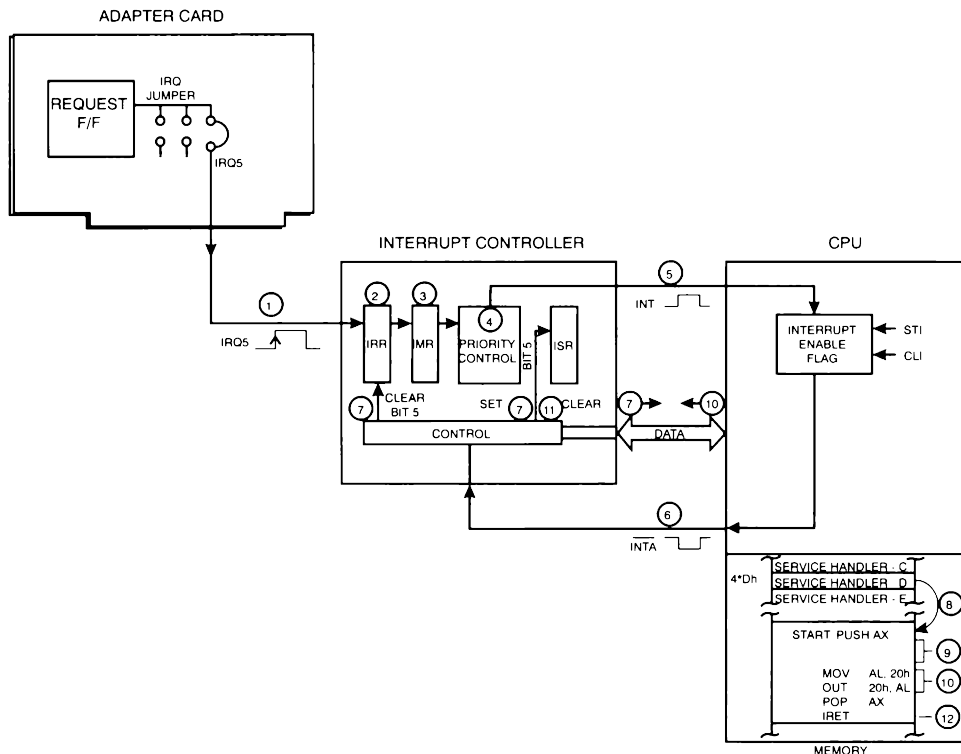 ADAPTER CARD
REQUEST
F/F
IRQ
JUMPER
IRQ5
INTERRUPT CONTROLLER
CPU
1
IRQ5
2
IRR
3
IMR
4
PRIORITY
CONTROL
BIT 5
ISR
5
INT
INTERRUPT
ENABLE
FLAG
STI
CLI
7
CLEAR
BIT 5
SET
7
11
CLEAR
CONTROL
7
10
DATA
6
INTA
4*Dh
SERVICE HANDLER - C
SERVICE HANDLER D
SERVICE HANDLER - E
8
START PUSH AX
9
MOV AL, 20h
OUT 20h, AL
10
POP AX
IRET
12
MEMORY